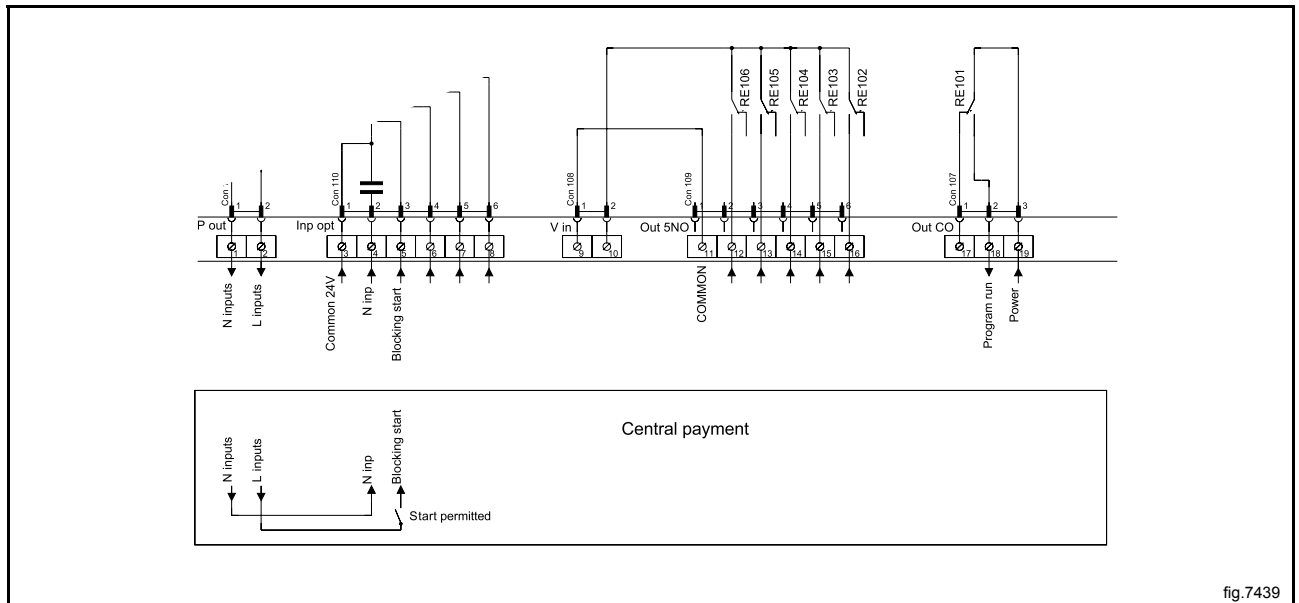 RE106
RE105
RE104
RE103
RE102
RE101
Con
Con 110
Con 108
Con 109
Con 107
1 2
1 2 3 4 5 6
1 2
1 2 3 4 5 6
1 2 3
P out
Inp opt
V in
Out 5NO
Out CO
1 2
3 4 5 6 7 8
9 10
11 12 13 14 15 16
17 18 19
N inputs
L inputs
Common 24V
N inp
Blocking start
COMMON
Program run
Power
Central payment
N inputs
L inputs
N inp
Blocking start
Start permitted
fig.7439